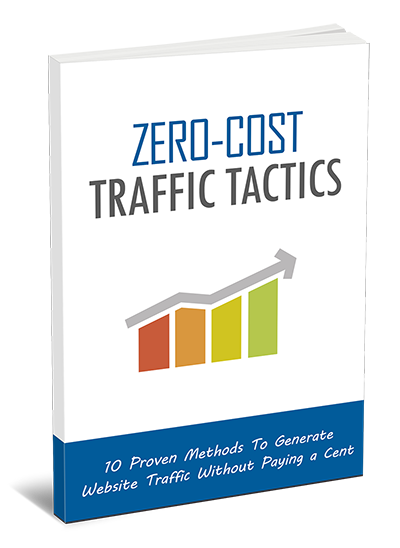 ZERO-COST
TRAFFIC TACTICS
10 Proven Methods To Generate
Website Traffic Without Paying a Cent